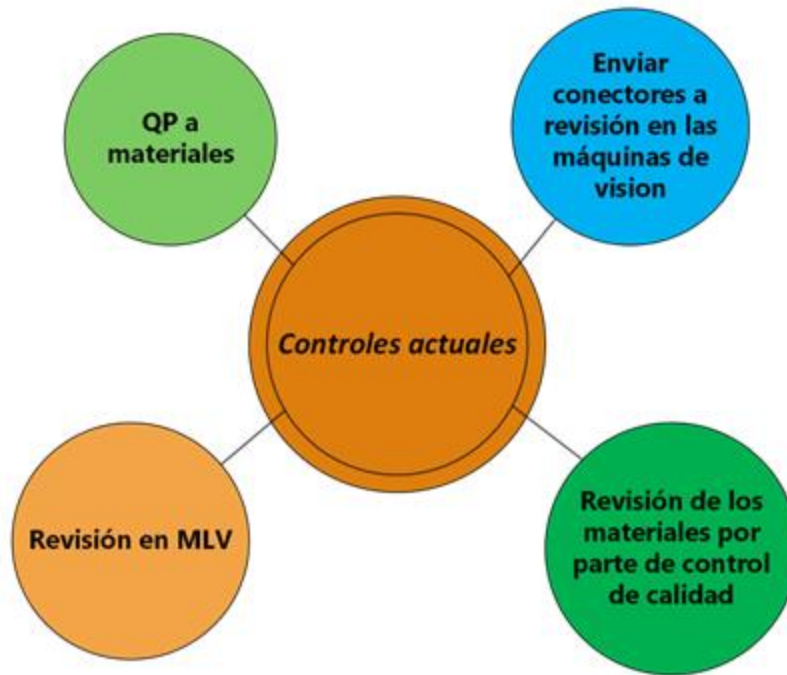 QP a
materiales
Enviar
conectores a
revisión en las
máquinas de
vision
Controles actuales
Revisión en MLV
Revisión de los
materiales por
parte de control
de calidad